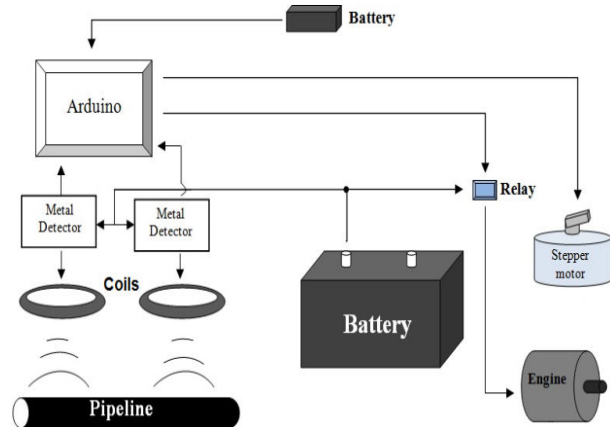 Battery
Arduino
Relay
Metal
Detector
Metal
Detector
Stepper
motor
Coils
Battery
Engine
Pipeline